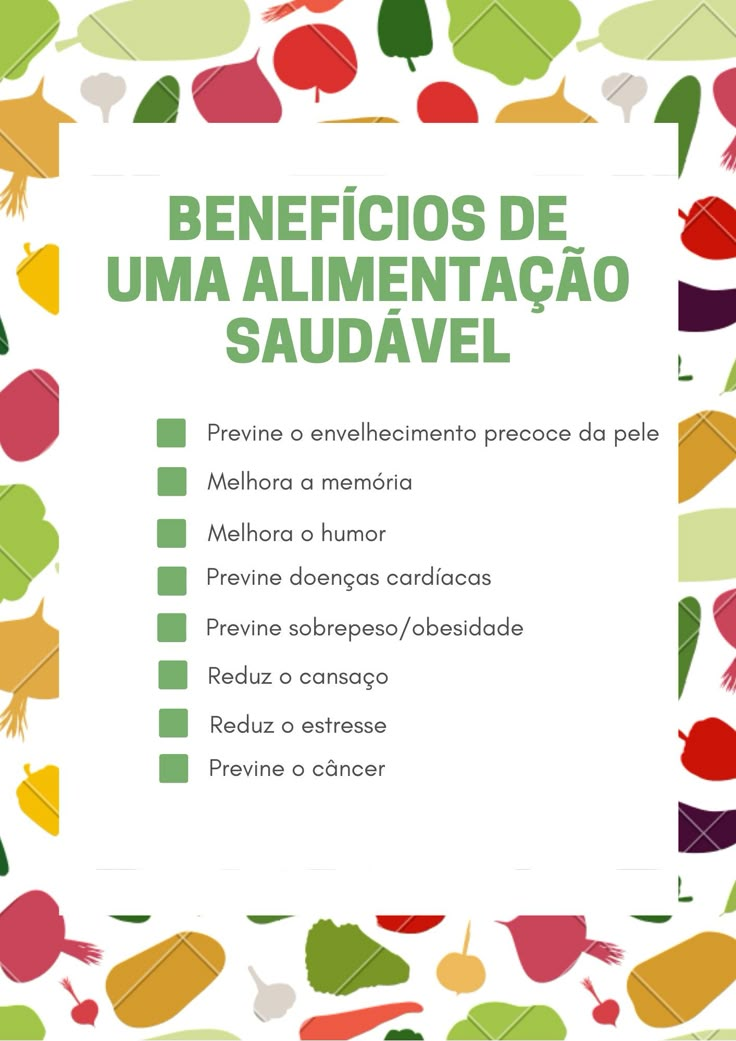 BENEFÍCIOS DE
UMA ALIMENTAÇÃO
SAUDÁVEL
Previne o envelhecimento precoce da pele
Melhora a memória
Melhora o humor
Previne doenças cardíacas
Previne sobrepeso/obesidade
Reduz o cansaço
Reduz o estresse
Previne o câncer